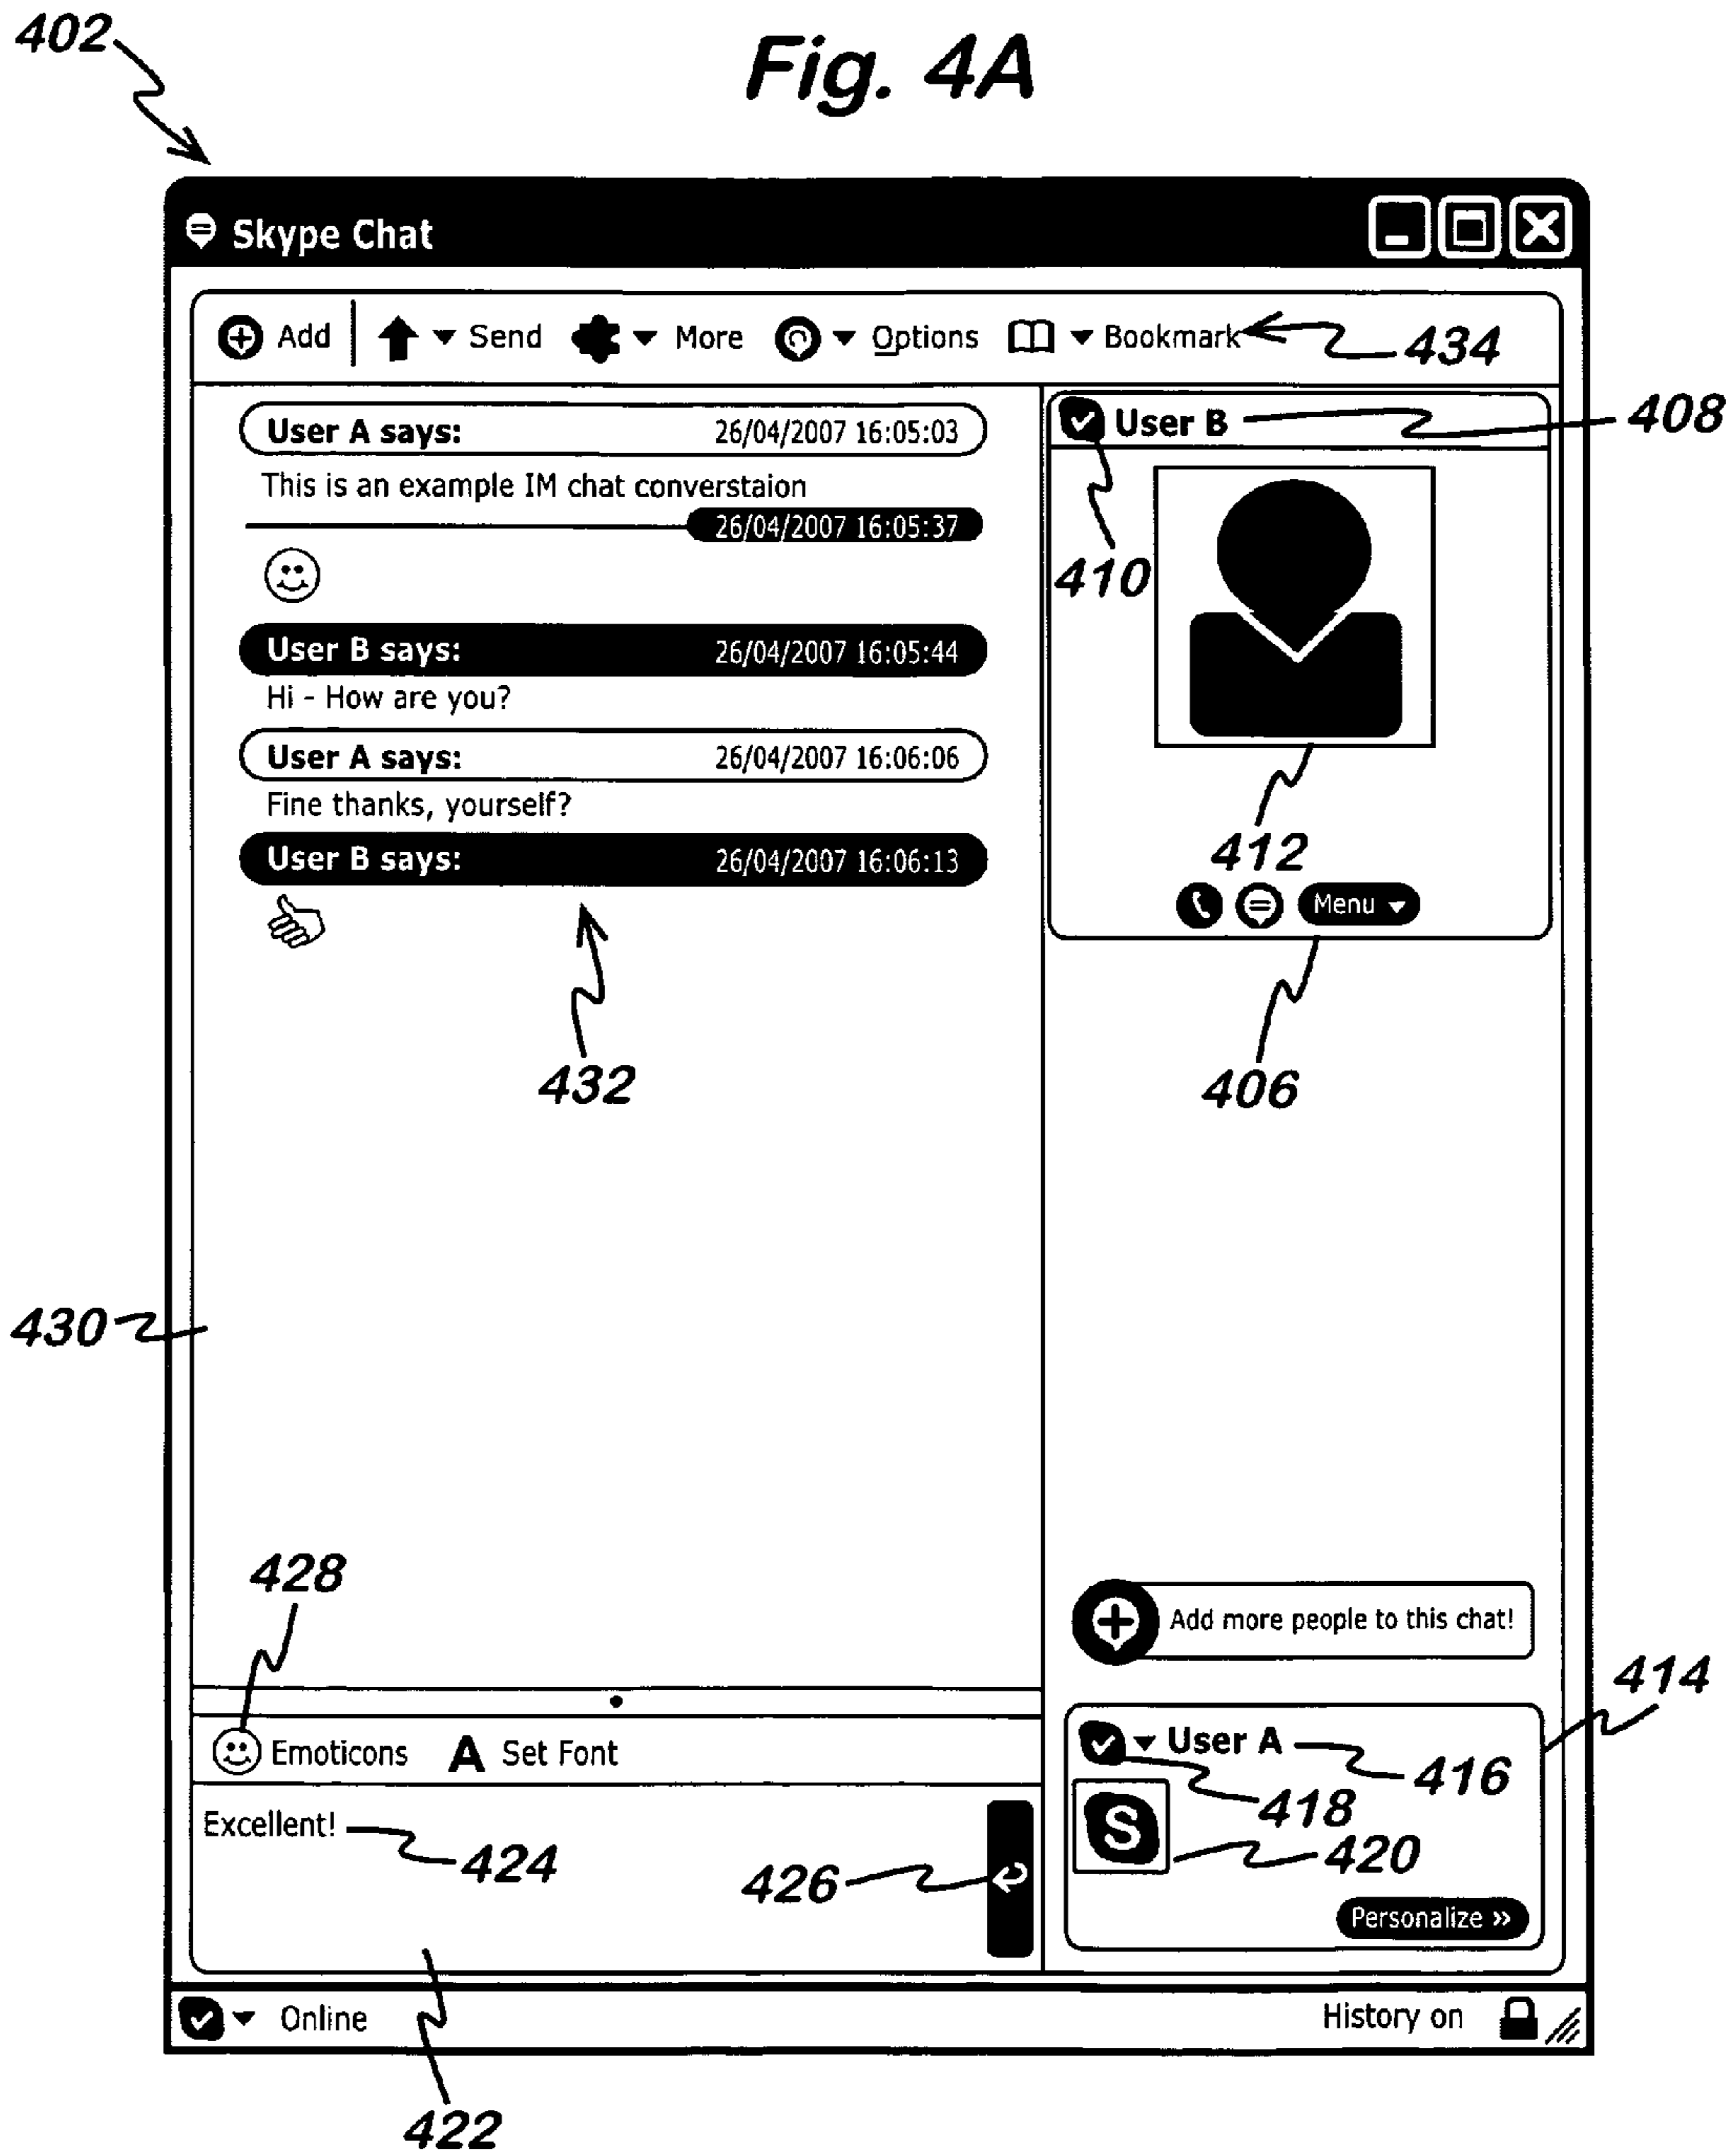 402
Fig. 4A
Skype Chat
Add Send More Options Bookmark 434
User A says: 26/04/2007 16:05:03
This is an example IM chat converstaion
26/04/2007 16:05:37
User B says: 26/04/2007 16:05:44
Hi - How are you?
User A says: 26/04/2007 16:06:06
Fine thanks, yourself?
User B says: 26/04/2007 16:06:13
432
User B 408
410
412
Menu
406
430
428
Emoticons A Set Font
Excellent! 424
426
422
Add more people to this chat!
414
User A 416
418
S 420
Personalize »
Online History on